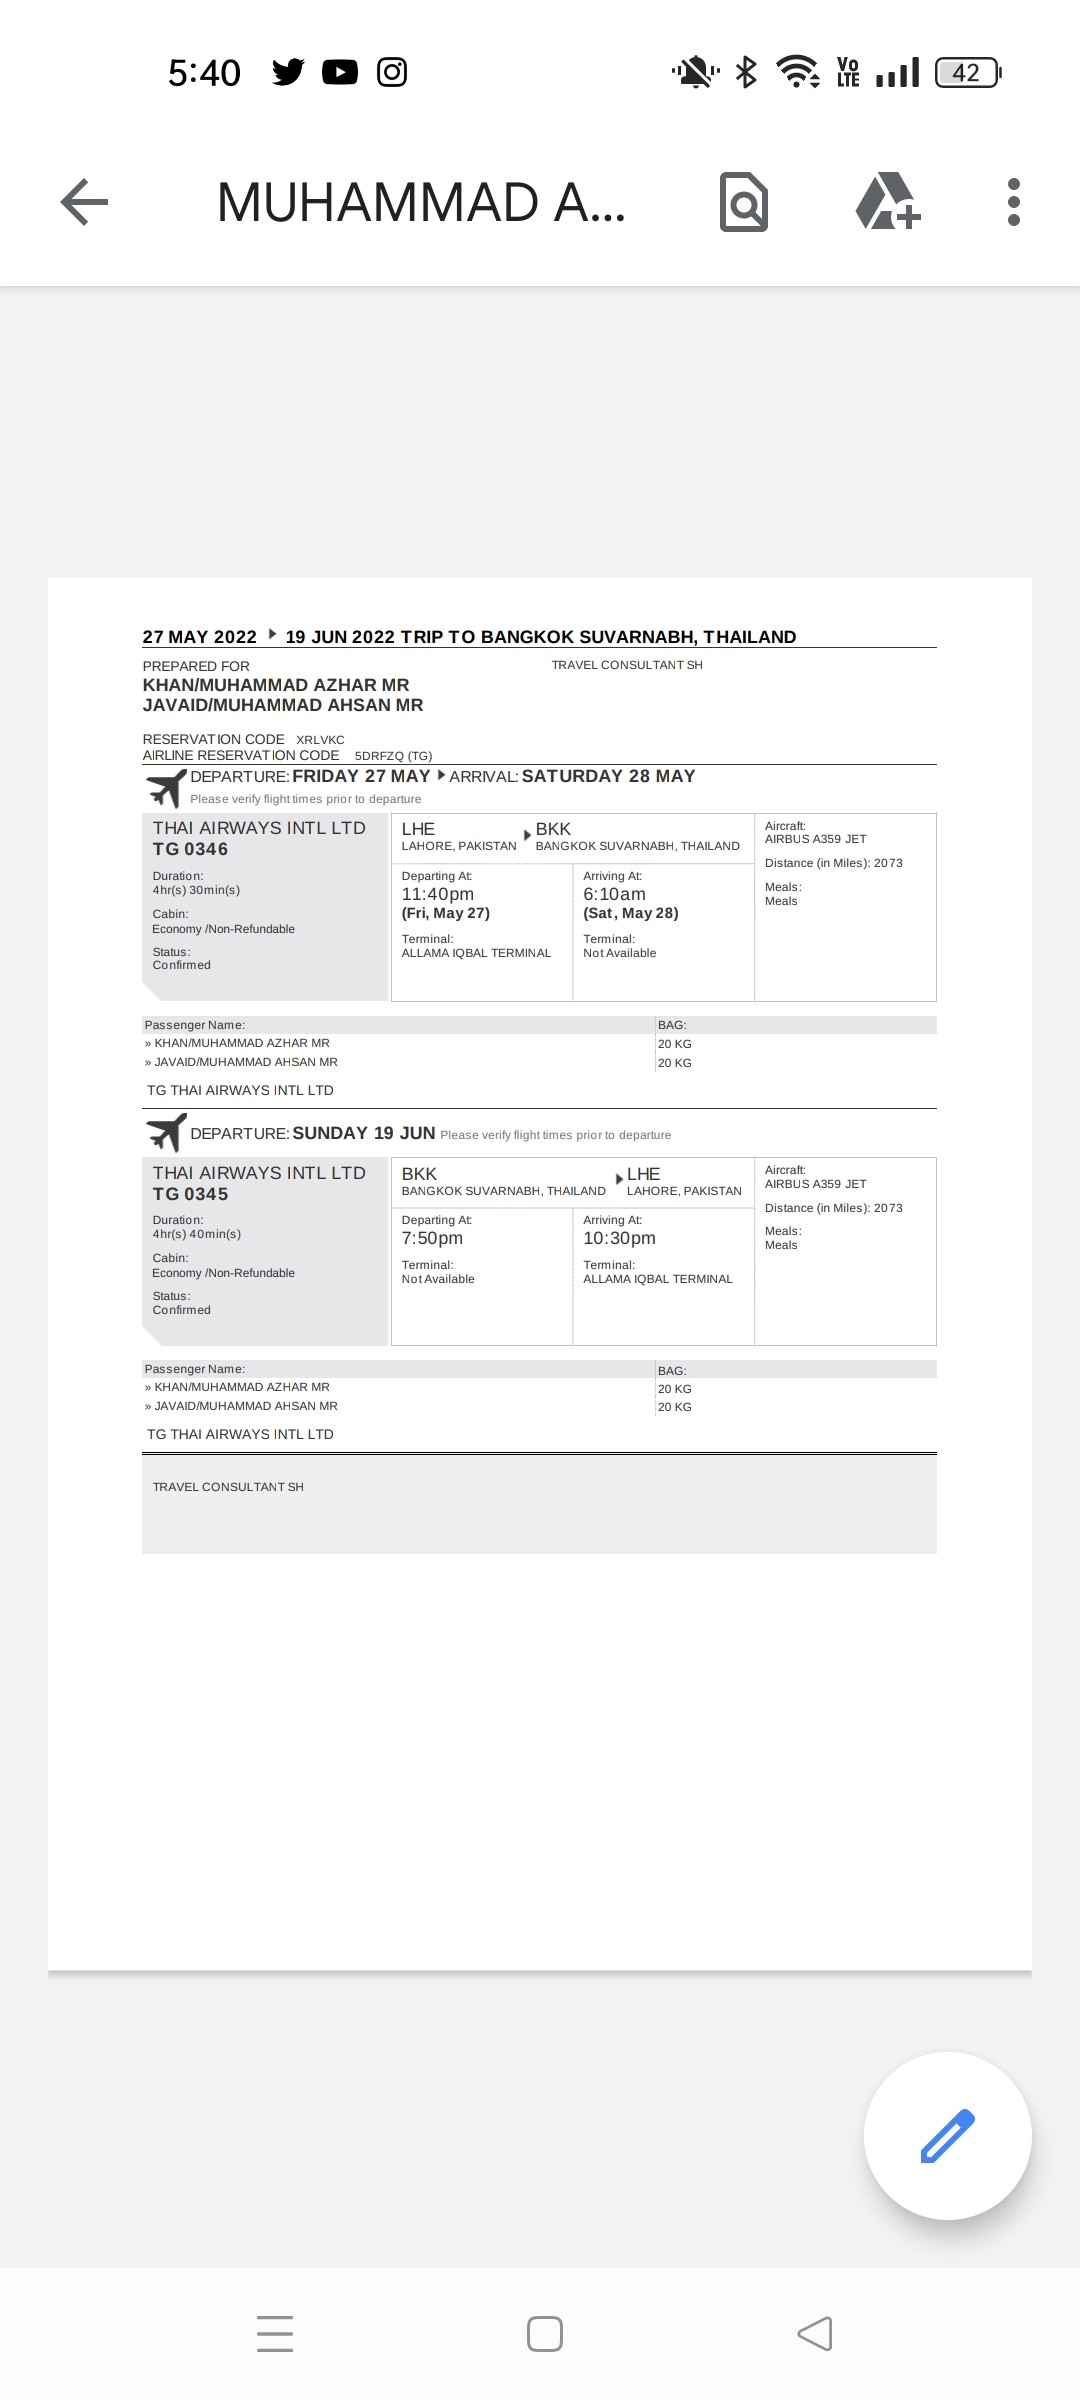 5:40
Vo LTE
42
MUHAMMAD A...
27 MAY 2022 19 JUN 2022 TRIP TO BANGKOK SUVARNABH, THAILAND
PREPARED FOR
TRAVEL CONSULTANT SH
KHAN/MUHAMMAD AZHAR MR
JAVAID/MUHAMMAD AHSAN MR
RESERVATION CODE XRLVKC
AIRLINE RESERVATION CODE 5DRFZQ (TG)
DEPARTURE: FRIDAY 27 MAY ARRIVAL: SATURDAY 28 MAY
Please verify flight times prior to departure
THAI AIRWAYS INTL LTD
TG 0346
Duration:
4hr(s) 30min(s)
Cabin:
Economy /Non-Refundable
Status:
Confirmed
LHE
LAHORE, PAKISTAN
BKK
BANGKOK SUVARNABH, THAILAND
Departing At:
11:40pm
(Fri, May 27)
Terminal:
ALLAMA IQBAL TERMINAL
Arriving At:
6:10am
(Sat, May 28)
Terminal:
Not Available
Aircraft:
AIRBUS A359 JET
Distance (in Miles): 2073
Meals:
Meals
Passenger Name: BAG:
» KHAN/MUHAMMAD AZHAR MR 20 KG
» JAVAID/MUHAMMAD AHSAN MR 20 KG
TG THAI AIRWAYS INTL LTD
DEPARTURE: SUNDAY 19 JUN Please verify flight times prior to departure
THAI AIRWAYS INTL LTD
TG 0345
Duration:
4hr(s) 40min(s)
Cabin:
Economy /Non-Refundable
Status:
Confirmed
BKK
BANGKOK SUVARNABH, THAILAND
LHE
LAHORE, PAKISTAN
Departing At:
7:50pm
Terminal:
Not Available
Arriving At:
10:30pm
Terminal:
ALLAMA IQBAL TERMINAL
Aircraft:
AIRBUS A359 JET
Distance (in Miles): 2073
Meals:
Meals
Passenger Name: BAG:
» KHAN/MUHAMMAD AZHAR MR 20 KG
» JAVAID/MUHAMMAD AHSAN MR 20 KG
TG THAI AIRWAYS INTL LTD
TRAVEL CONSULTANT SH